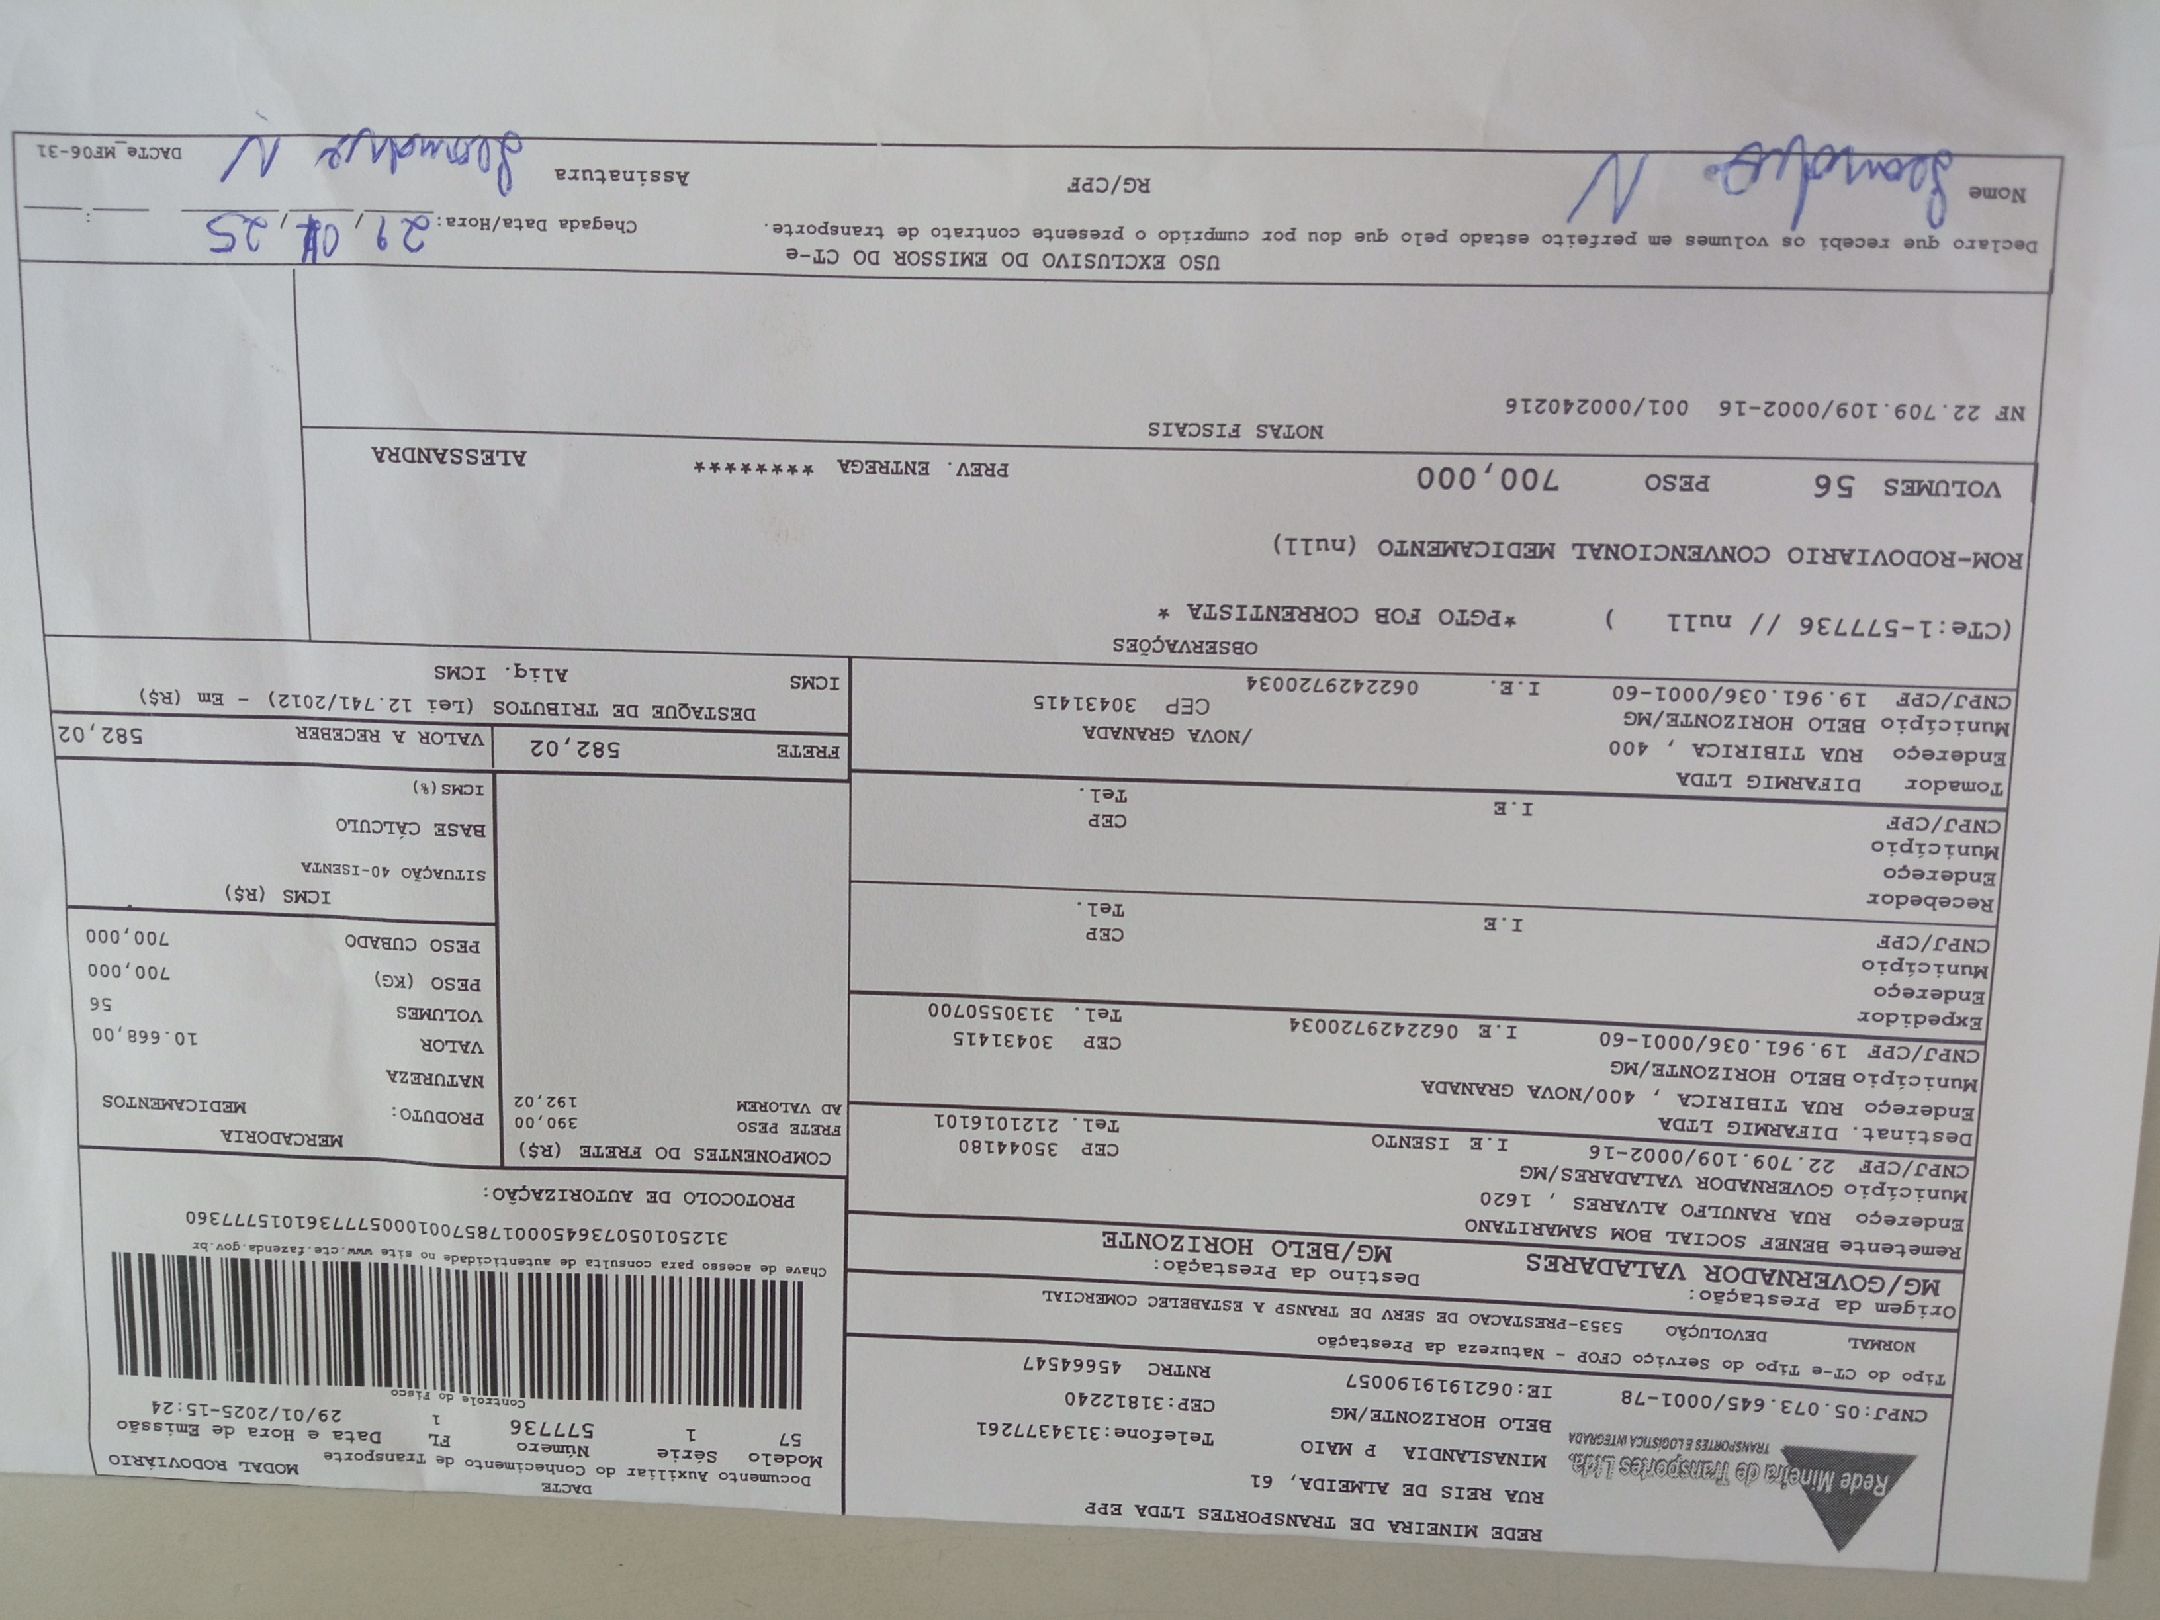 REDE MINEIRA DE TRANSPORTES LTDA EPP
RUA REIS DE ALMEIDA, 61
Rede Mineira de Transportes Ltda.
TRANSPORTES E LOGÍSTICA INTEGRADA
MINASLANDIA P MAIO Telefone:3134377261
BELO HORIZONTE/MG CEP:31812240
CNPJ:05.073.645/0001-78 IE:0621919190057 RNTRC 45664547
Tipo do CT-e Tipo do Serviço CFOP - Natureza da Prestação
NORMAL DEVOLUÇÃO 5353-PRESTACAO DE SERV DE TRANSP A ESTABELEC COMERCIAL
Origem da Prestação: Destino da Prestação:
MG/GOVERNADOR VALADARES MG/BELO HORIZONTE
Remetente BENEF SOCIAL BOM SAMARITANO
Endereço RUA RANULFO ALVARES , 1620
Município GOVERNADOR VALADARES/MG CEP 35044180
CNPJ/CPF 22.709.109/0002-16 I.E ISENTO Tel. 2121016101
Destinat. DIFARMIG LTDA
Endereço RUA TIBIRICA , 400/NOVA GRANADA
Município BELO HORIZONTE/MG CEP 30431415
CNPJ/CPF 19.961.036/0001-60 I.E 0622429720034 Tel. 3130550700
Expedidor
Endereço
Município CEP
CNPJ/CPF I.E Tel.
Recebedor
Endereço
Município CEP
CNPJ/CPF I.E Tel.
Tomador DIFARMIG LTDA
Endereço RUA TIBIRICA , 400 /NOVA GRANADA
Município BELO HORIZONTE/MG CEP 30431415
CNPJ/CPF 19.961.036/0001-60 I.E. 0622429720034
DACTE
Documento Auxiliar do Conhecimento de Transporte MODAL RODOVIÁRIO
Modelo Série Número FL Data e Hora de Emissão
57 1 577736 1 29/01/2025-15:24
Controle do Fisco
Chave de acesso para consulta de autenticidade no site www.cte.fazenda.gov.br
31250105073645000178570010005777361015777360
PROTOCOLO DE AUTORIZAÇÃO:
COMPONENTES DO FRETE (R$)
FRETE PESO 390,00
AD VALOREM 192,02
MERCADORIA
PRODUTO: MEDICAMENTOS
NATUREZA
VALOR 10.668,00
VOLUMES 56
PESO (KG) 700,000
PESO CUBADO 700,000
ICMS (R$)
SITUAÇÃO 40-ISENTA
BASE CÁLCULO
ICMS(%)
FRETE 582,02 VALOR A RECEBER 582,02
DESTAQUE DE TRIBUTOS (Lei 12.741/2012) - Em (R$)
ICMS Aliq. ICMS
OBSERVAÇÕES
(CTe:1-577736 // null ) *PGTO FOB CORRENTISTA *
ROM-RODOVIARIO CONVENCIONAL MEDICAMENTO (null)
VOLUMES 56 PESO 700,000 PREV. ENTREGA ******** ALESSANDRA
NOTAS FISCAIS
NF 22.709.109/0002-16 001/000240216
USO EXCLUSIVO DO EMISSOR DO CT-e
Declaro que recebi os volumes em perfeito estado pelo que dou por cumprido o presente contrato de transporte. Chegada Data/Hora: 29/01/25 __:__
Nome RG/CPF Assinatura
DACTe_MF06-31